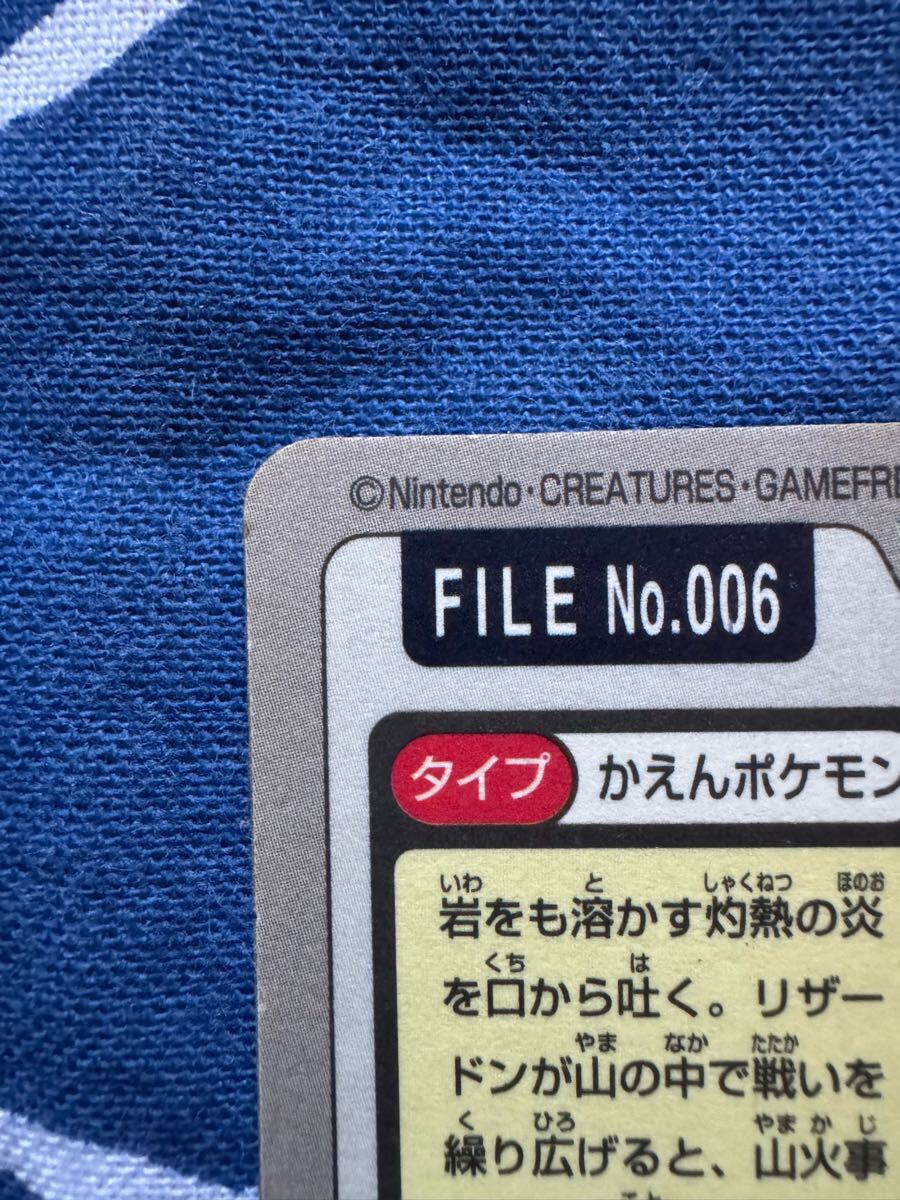 ©Nintendo・CREATURES・GAMEFRE
FILE No.006
タイプ かえんポケモン
いわ と しゃくねつ ほのお
岩をも溶かす灼熱の炎
くち は
を口から吐く。リザー
やま なか たたか
ドンが山の中で戦いを
く ひろ やまかじ
繰り広げると、山火事
こと